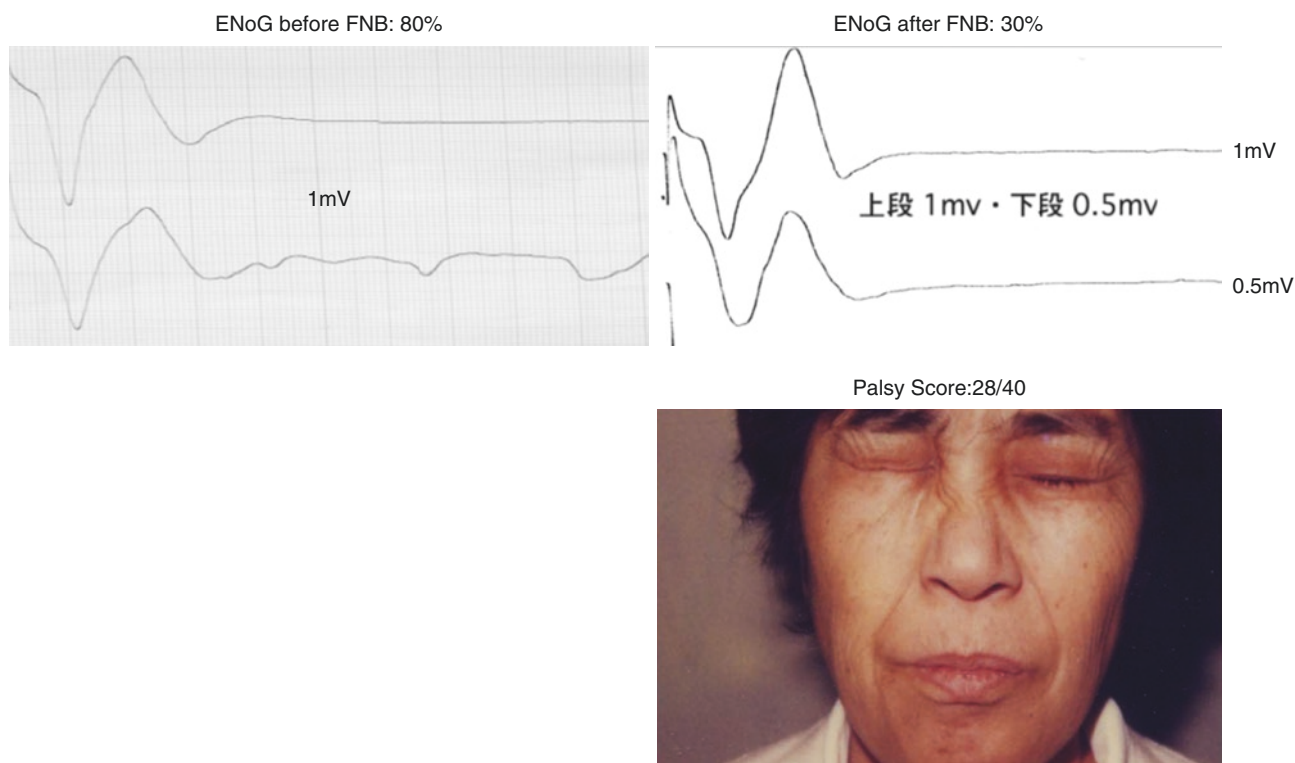 ENoG before FNB: 80%
ENoG after FNB: 30%
1mV
1mV
上段 1mv・下段 0.5mv
0.5mV
Palsy Score:28/40